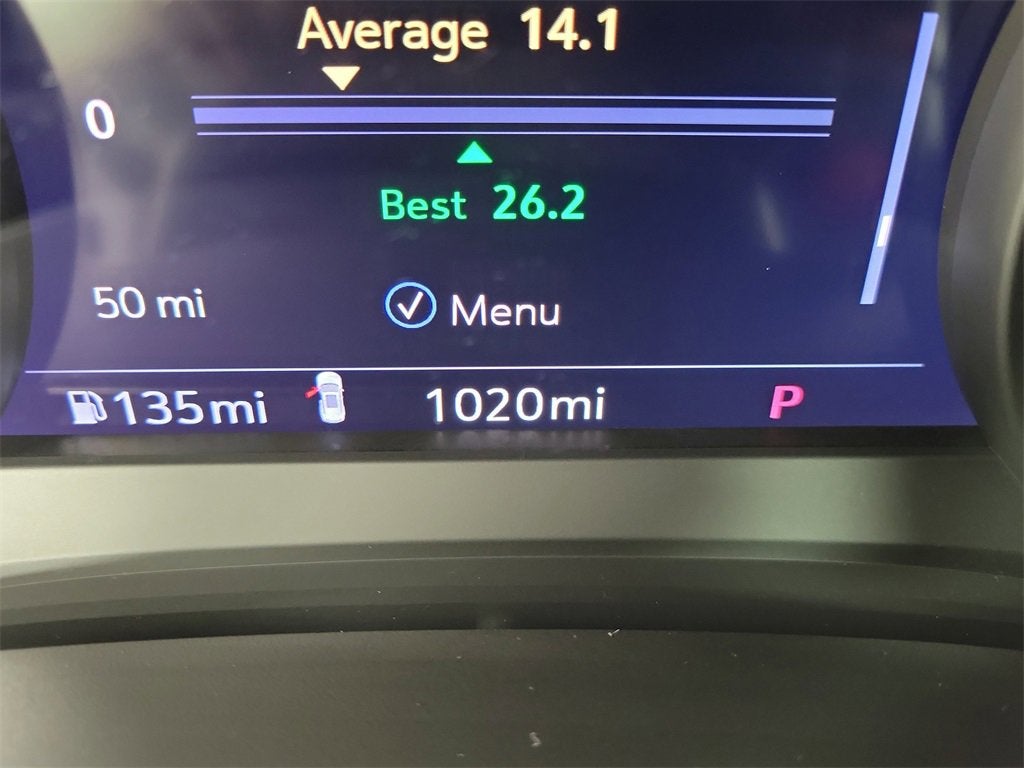 Average 14.1
0
Best 26.2
50 mi Menu
135mi 1020mi P